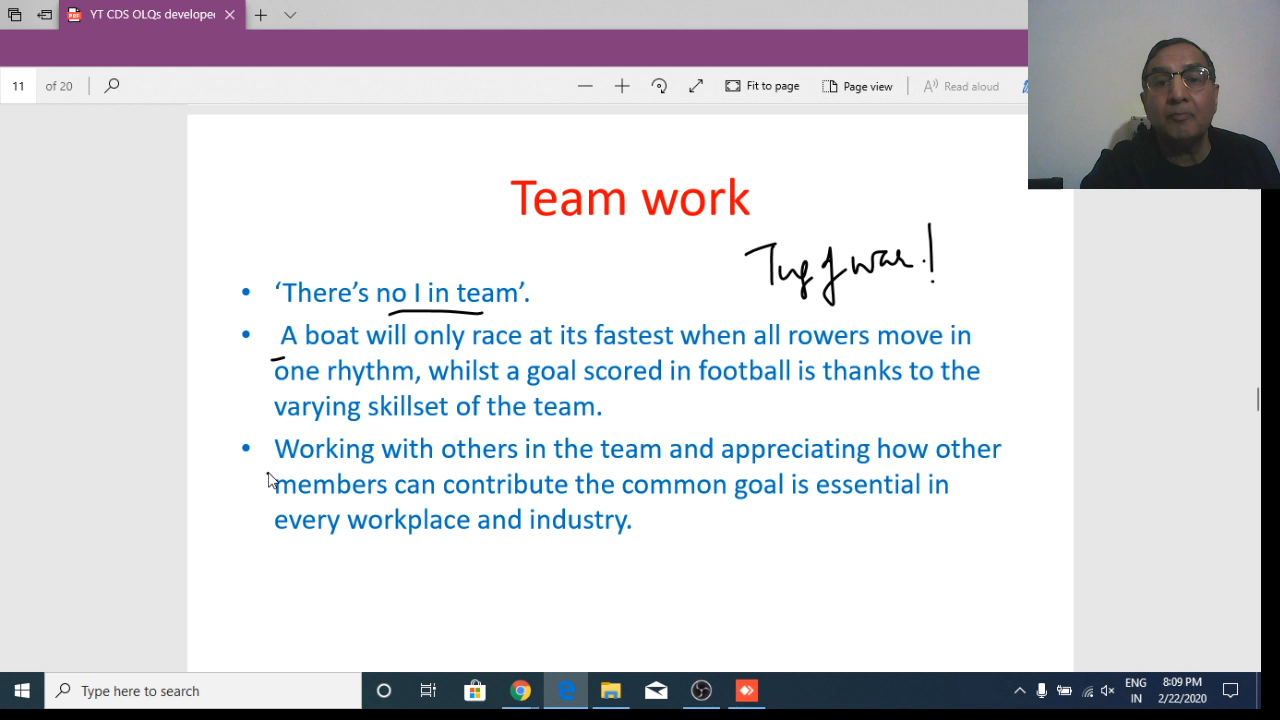 YT CDS OLQs develope
11 of 20
Fit to page
Page view
Read aloud
Team work
Tug of war!
• ‘There’s no I in team’.
• A boat will only race at its fastest when all rowers move in
one rhythm, whilst a goal scored in football is thanks to the
varying skillset of the team.
• Working with others in the team and appreciating how other
members can contribute the common goal is essential in
every workplace and industry.
Type here to search
ENG
IN
8:09 PM
2/22/2020